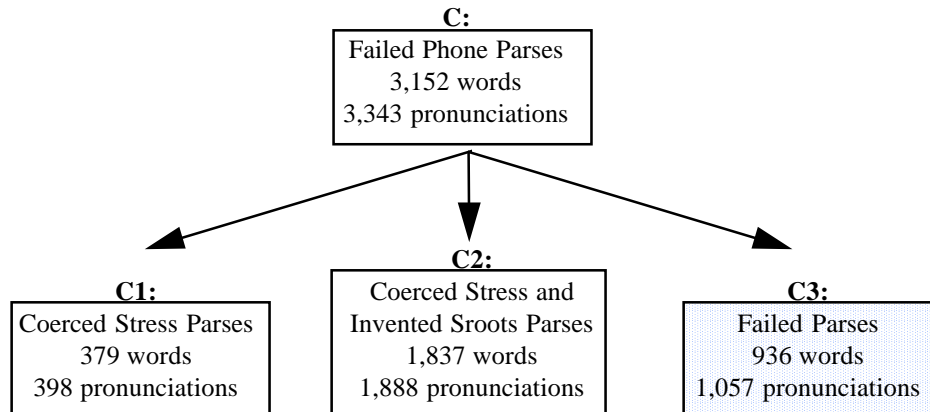 C:
Failed Phone Parses
3,152 words
3,343 pronunciations
C1:
Coerced Stress Parses
379 words
398 pronunciations
C2:
Coerced Stress and
Invented Sroots Parses
1,837 words
1,888 pronunciations
C3:
Failed Parses
936 words
1,057 pronunciations